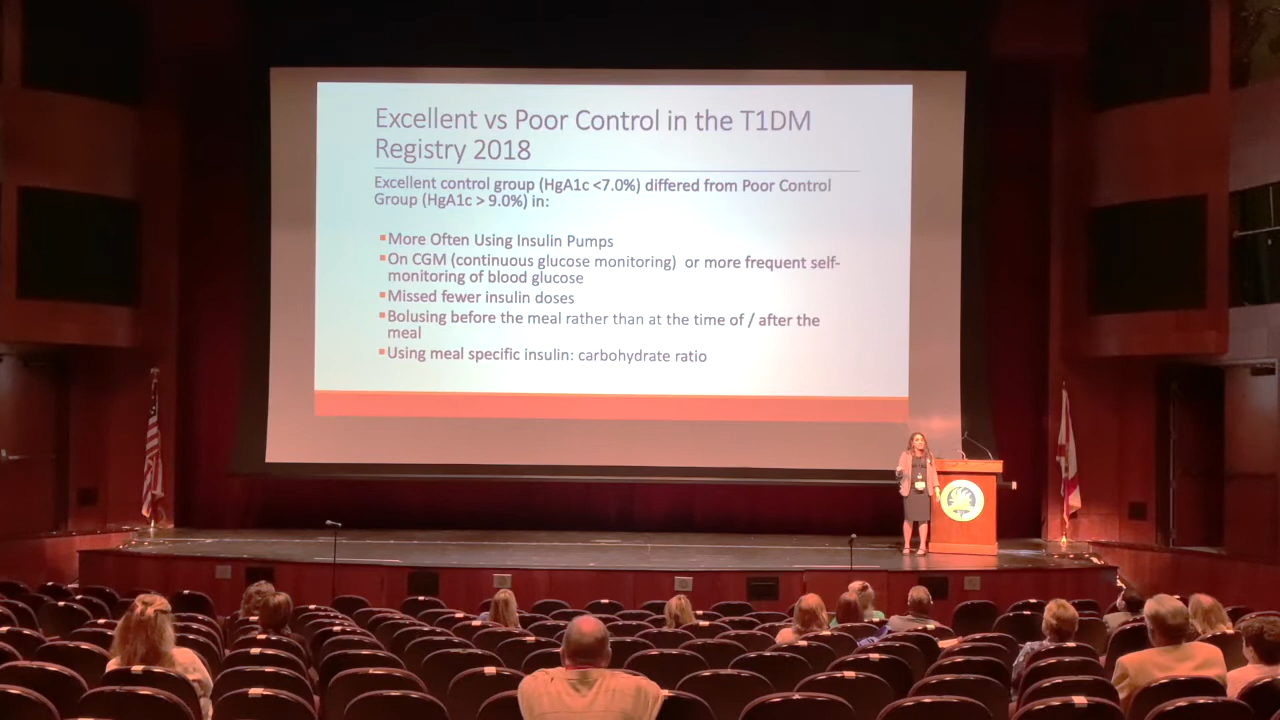 Excellent vs Poor Control in the T1DM
Registry 2018
Excellent control group (HgA1c <7.0%) differed from Poor Control
Group (HgA1c > 9.0%) in:
More Often Using Insulin Pumps
On CGM (continuous glucose monitoring) or more frequent self-
monitoring of blood glucose
Missed fewer insulin doses
Bolusing before the meal rather than at the time of / after the
meal
Using meal specific insulin: carbohydrate ratio